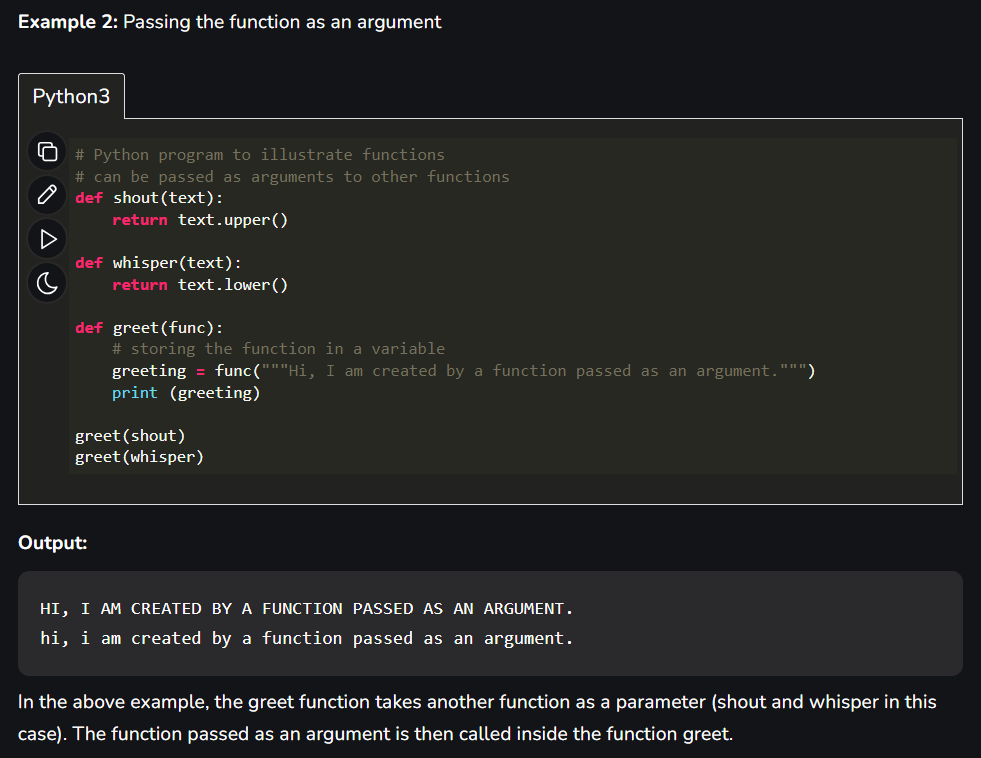 Example 2: Passing the function as an argument
Python3
# Python program to illustrate functions
# can be passed as arguments to other functions
def shout(text):
    return text.upper()
def whisper(text):
    return text.lower()
def greet(func):
    # storing the function in a variable
    greeting = func("""Hi, I am created by a function passed as an argument.""")
    print (greeting)
greet(shout)
greet(whisper)
Output:
HI, I AM CREATED BY A FUNCTION PASSED AS AN ARGUMENT.
hi, i am created by a function passed as an argument.
In the above example, the greet function takes another function as a parameter (shout and whisper in this
case). The function passed as an argument is then called inside the function greet.